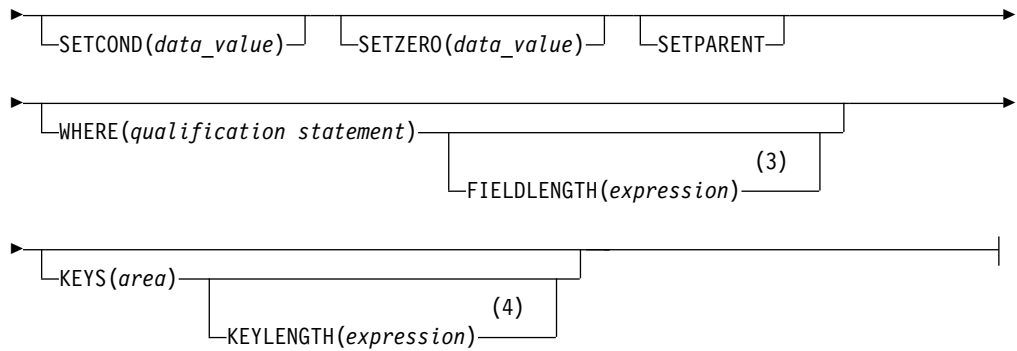 SETCOND(data_value) SETZERO(data_value) SETPARENT
WHERE(qualification statement)
(3)
FIELDLENGTH(expression)
KEYS(area)
(4)
KEYLENGTH(expression)